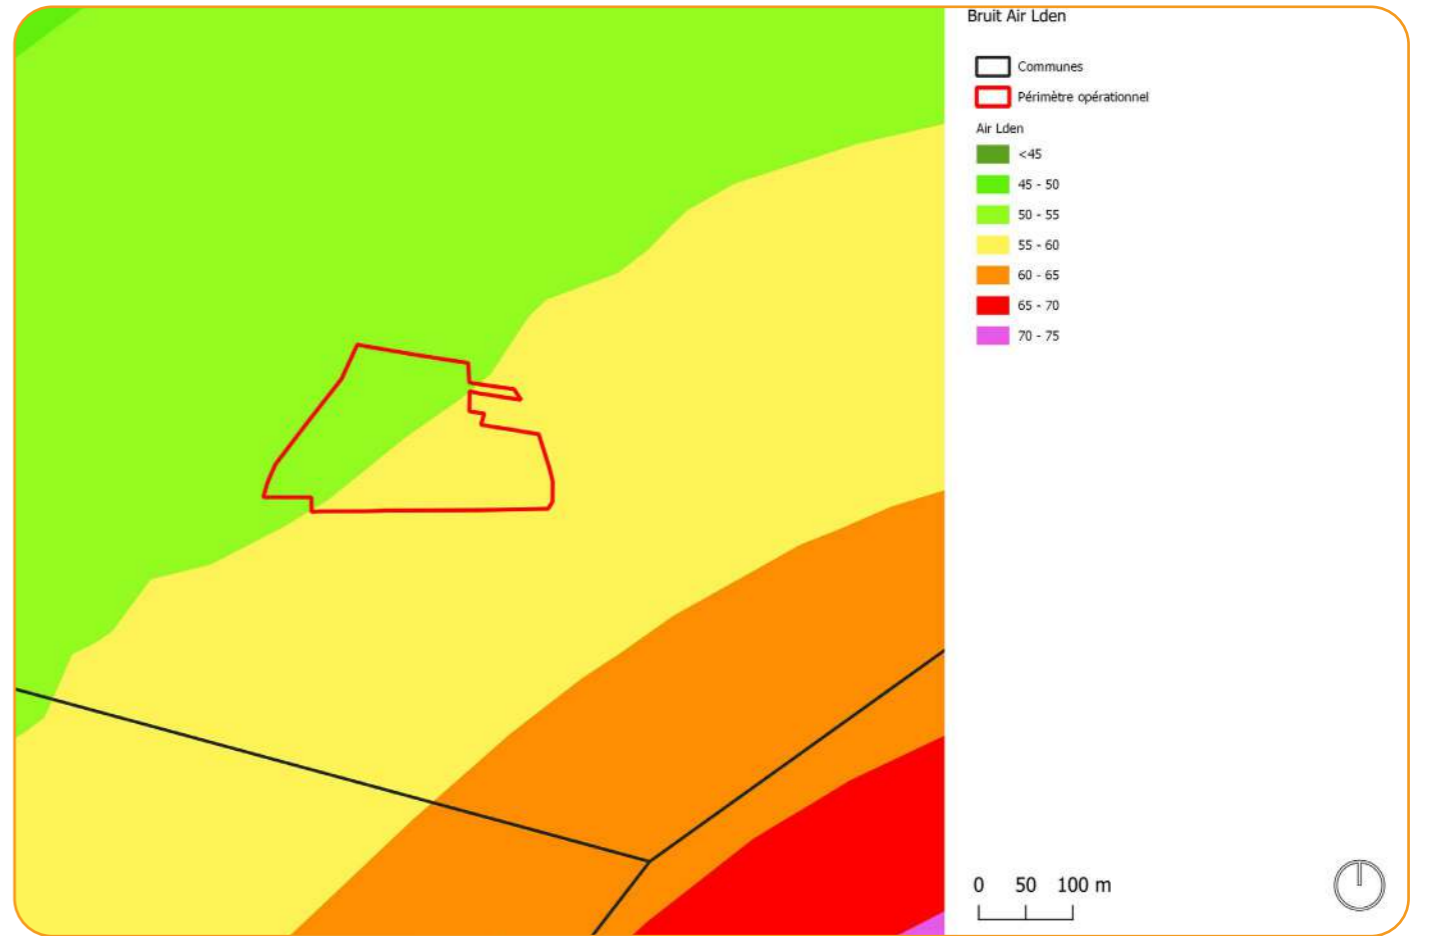 Bruit Air Lden
Communes
Périmètre opérationnel
Air Lden
<45
45 - 50
50 - 55
55 - 60
60 - 65
65 - 70
70 - 75
0 50 100 m